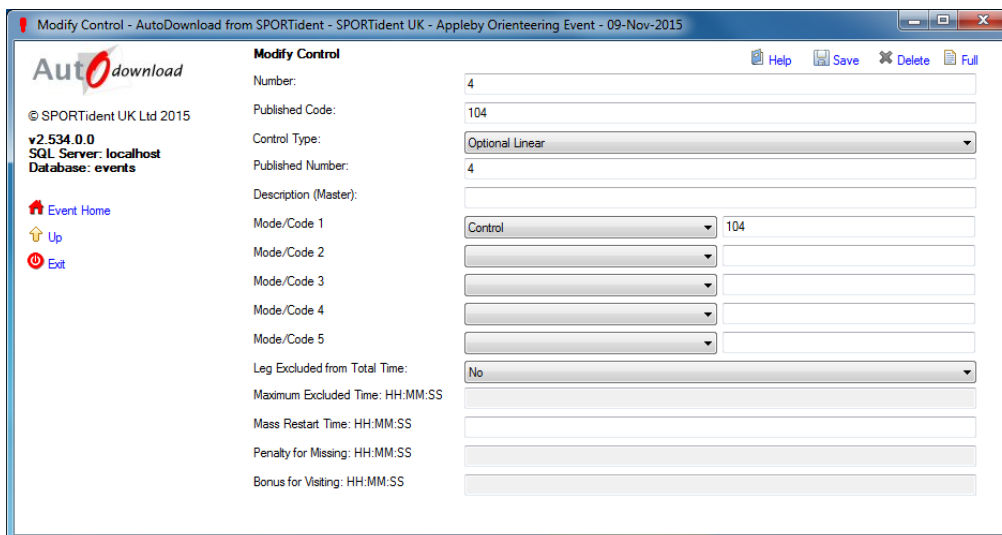 Modify Control - AutoDownload from SPORTident - SPORTident UK - Appleby Orienteering Event - 09-Nov-2015
AutOdownload
© SPORTident UK Ltd 2015
v2.534.0.0
SQL Server: localhost
Database: events
Event Home
Up
Exit
Modify Control
Help Save Delete Full
Number: 4
Published Code: 104
Control Type: Optional Linear
Published Number: 4
Description (Master):
Mode/Code 1 Control 104
Mode/Code 2
Mode/Code 3
Mode/Code 4
Mode/Code 5
Leg Excluded from Total Time: No
Maximum Excluded Time: HH:MM:SS
Mass Restart Time: HH:MM:SS
Penalty for Missing: HH:MM:SS
Bonus for Visiting: HH:MM:SS